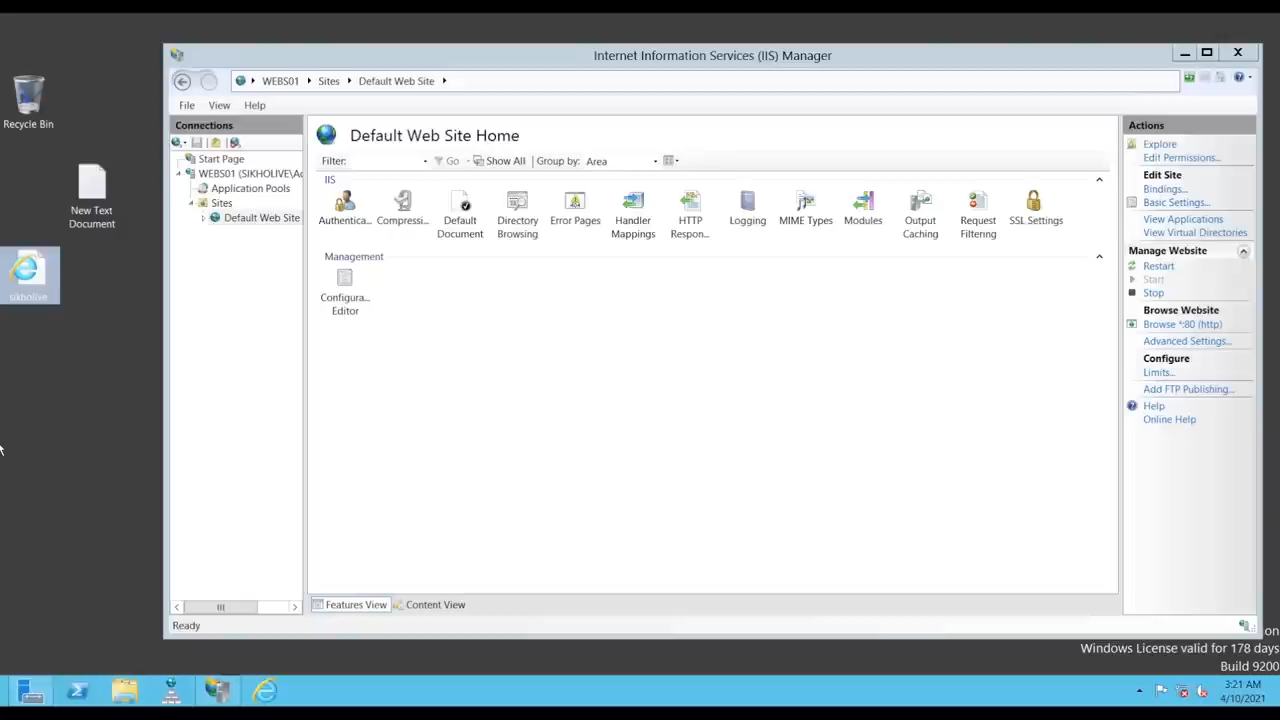 Internet Information Services (IIS) Manager
WEBS01 Sites Default Web Site
File View Help
Connections
Start Page
WEBS01 (SIKHOLIVE\Ac
Application Pools
Sites
Default Web Site
Default Web Site Home
Filter: Go Show All Group by: Area
IIS
Authentica...
Compressi...
Default
Document
Directory
Browsing
Error Pages
Handler
Mappings
HTTP
Respon...
Logging
MIME Types
Modules
Output
Caching
Request
Filtering
SSL Settings
Management
Configura...
Editor
Features View Content View
Ready
Actions
Explore
Edit Permissions...
Edit Site
Bindings...
Basic Settings...
View Applications
View Virtual Directories
Manage Website
Restart
Start
Stop
Browse Website
Browse *:80 (http)
Advanced Settings...
Configure
Limits...
Add FTP Publishing...
Help
Online Help
Recycle Bin
New Text
Document
sikholive
on
Windows License valid for 178 days
Build 9200
3:21 AM
4/10/2021